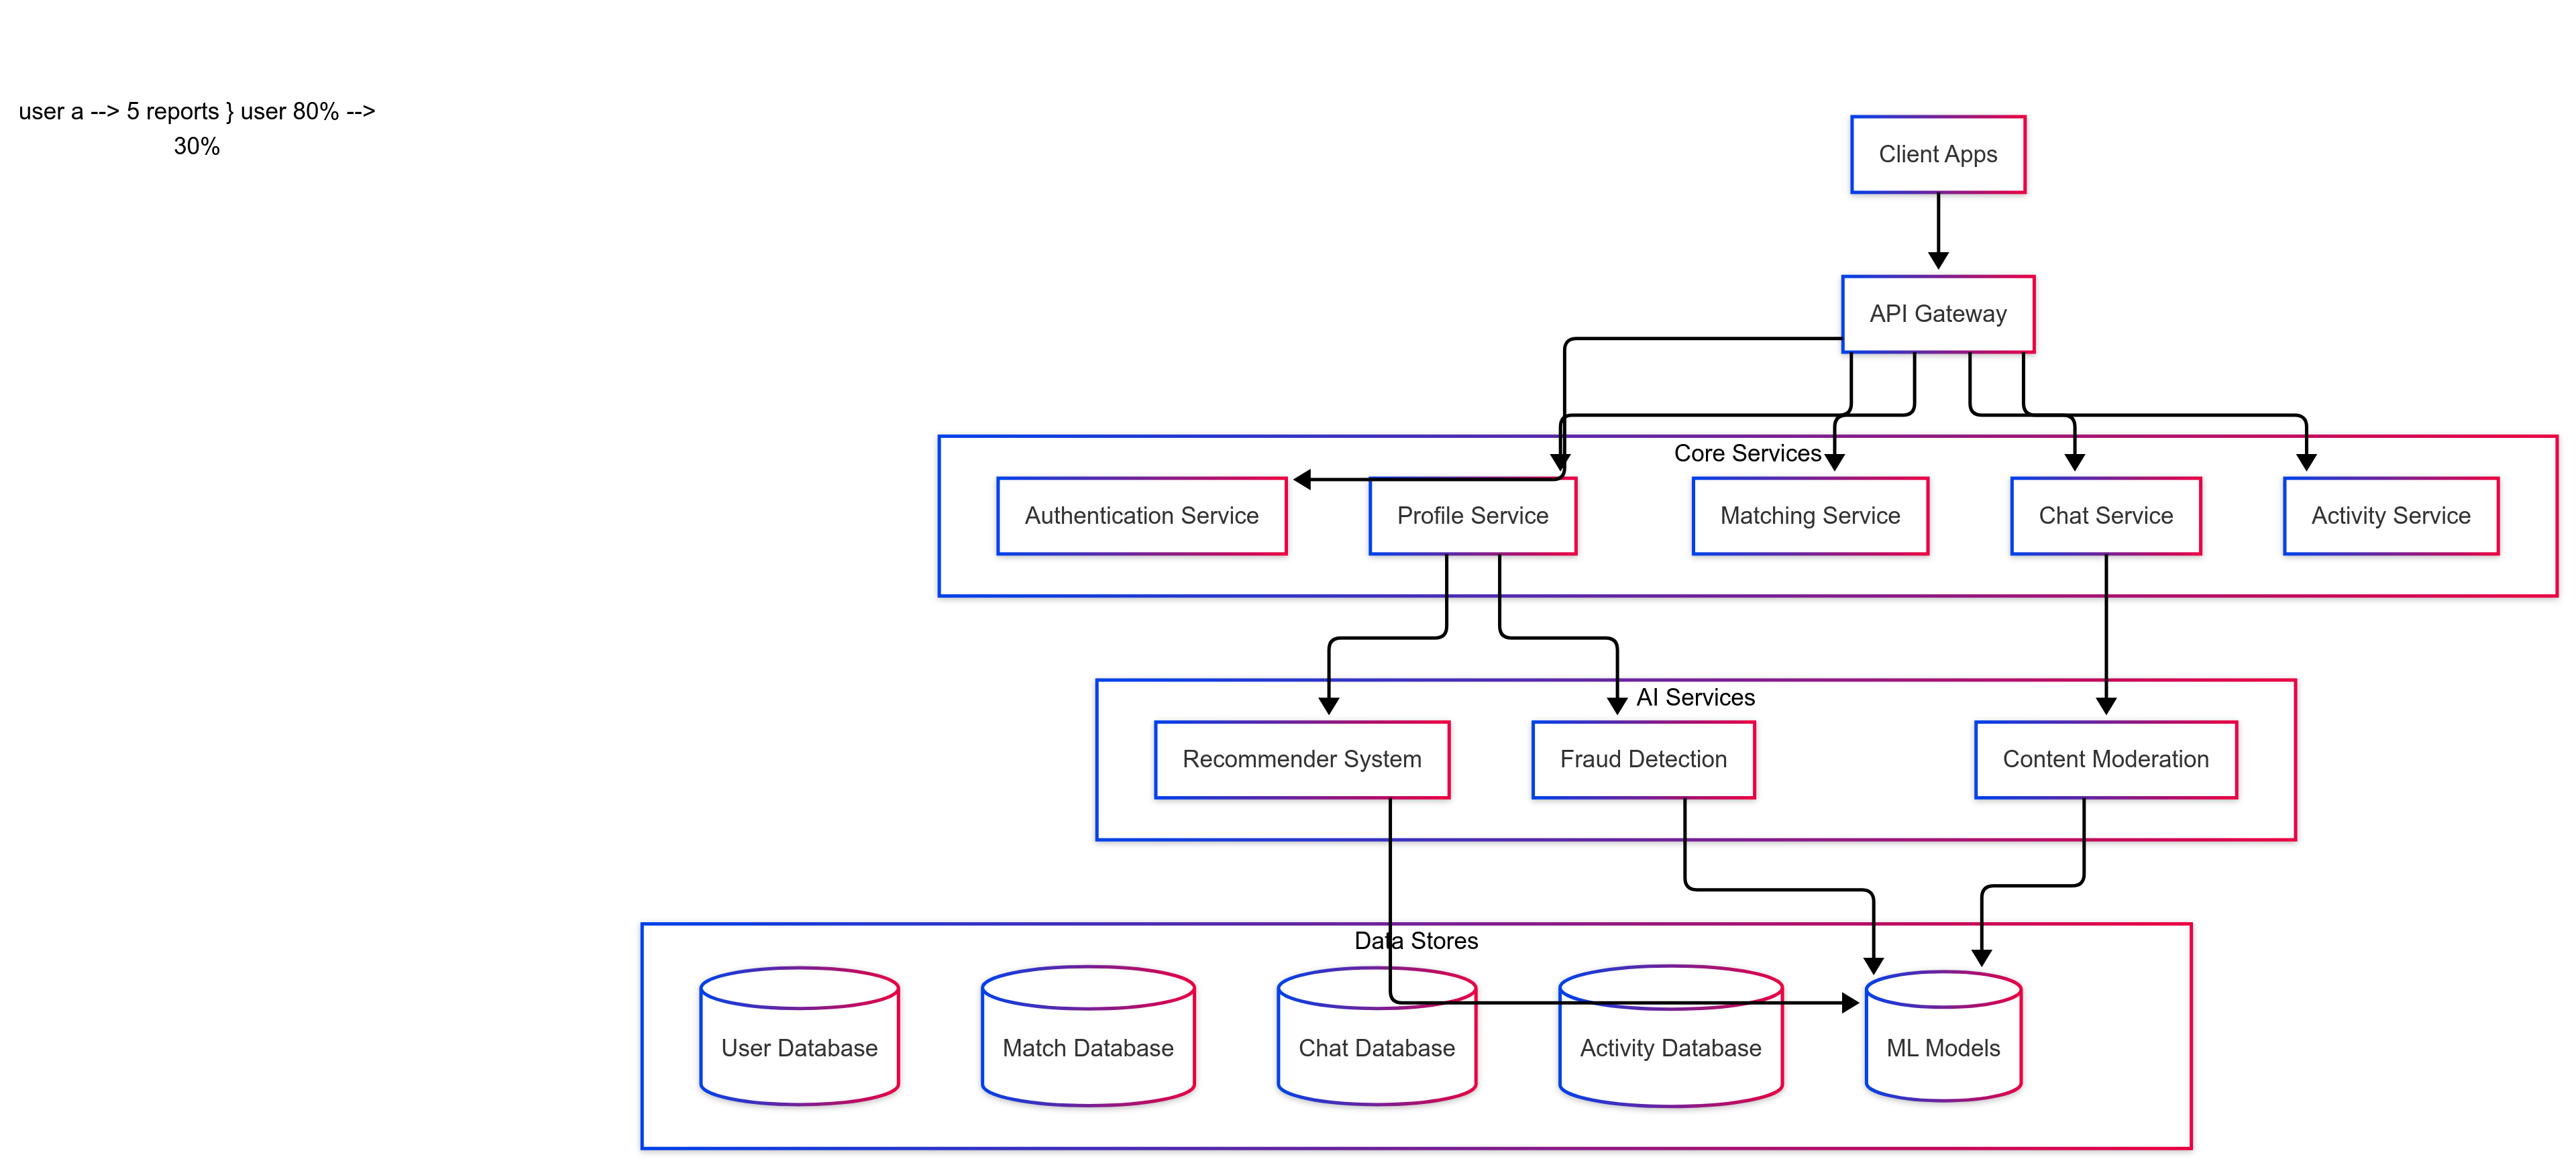 user a --> 5 reports } user 80% -->
30%
Client Apps
API Gateway
Core Services
Authentication Service
Profile Service
Matching Service
Chat Service
Activity Service
AI Services
Recommender System
Fraud Detection
Content Moderation
Data Stores
User Database
Match Database
Chat Database
Activity Database
ML Models